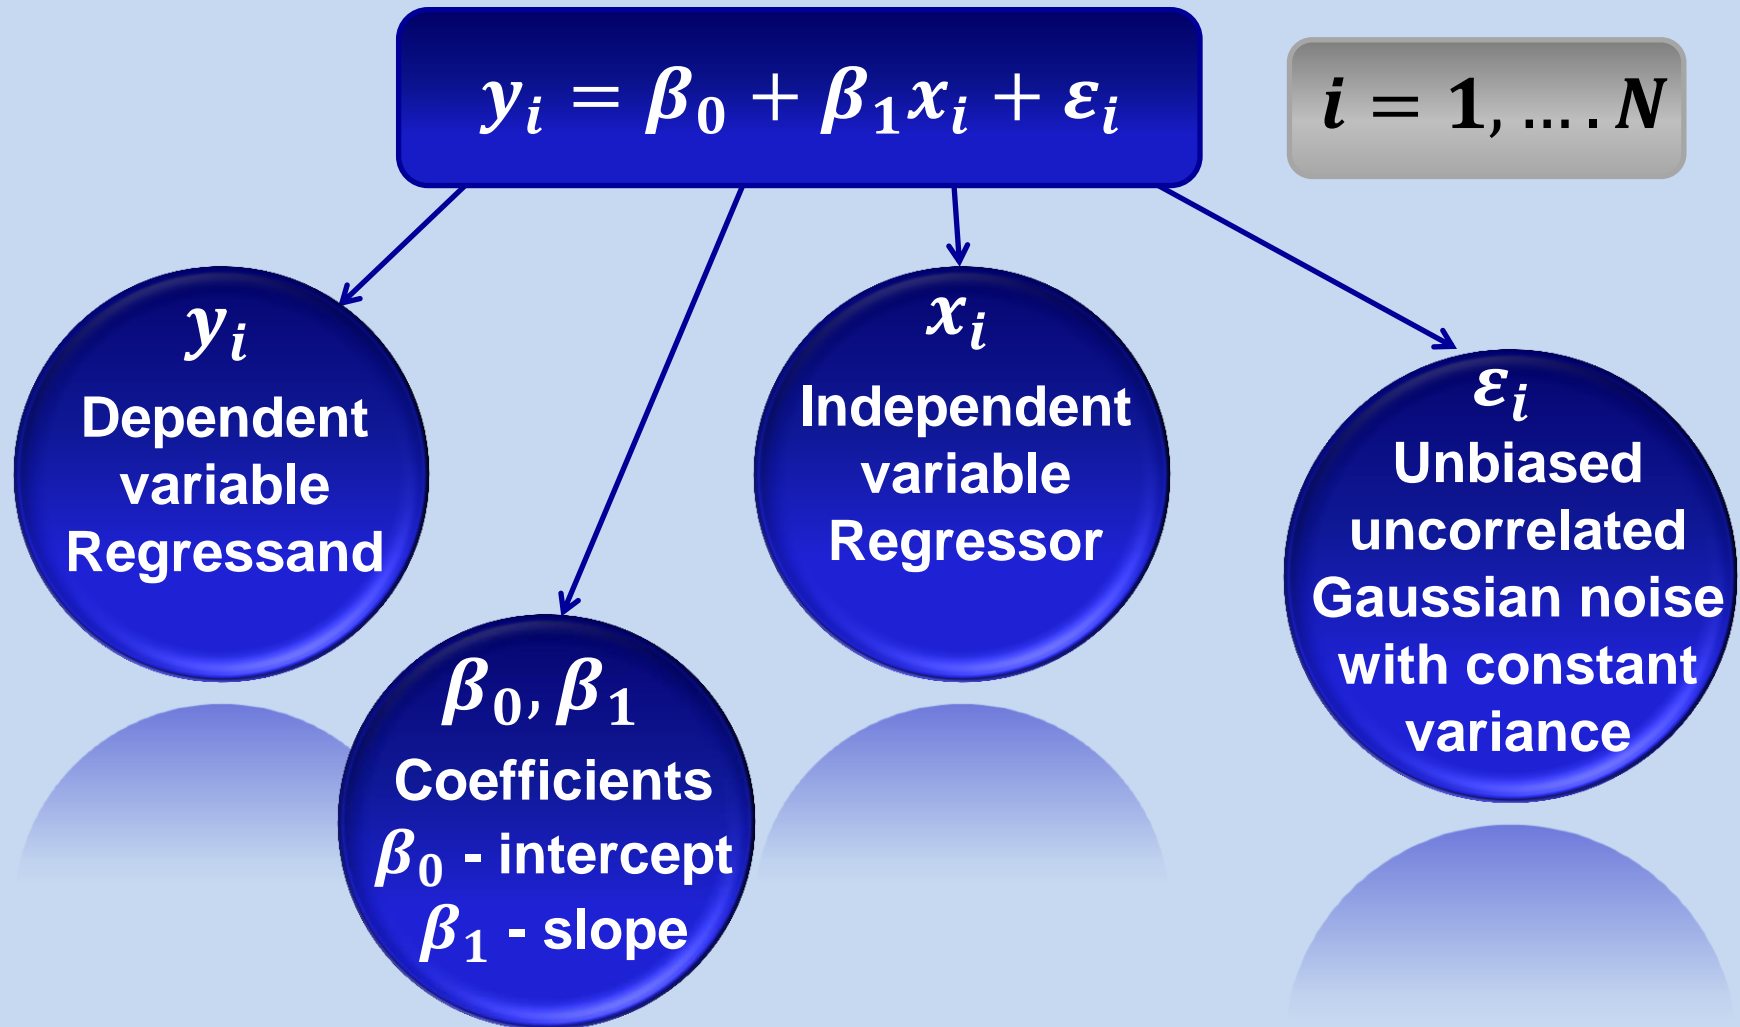 𝒚ᵢ = 𝜷₀ + 𝜷₁𝒙ᵢ + 𝜺ᵢ
𝒊 = 𝟏, … . 𝑵
𝒚ᵢ
Dependent
variable
Regressand
𝜷₀, 𝜷₁
Coefficients
𝜷₀ - intercept
𝜷₁ - slope
𝒙ᵢ
Independent
variable
Regressor
𝜺ᵢ
Unbiased
uncorrelated
Gaussian noise
with constant
variance